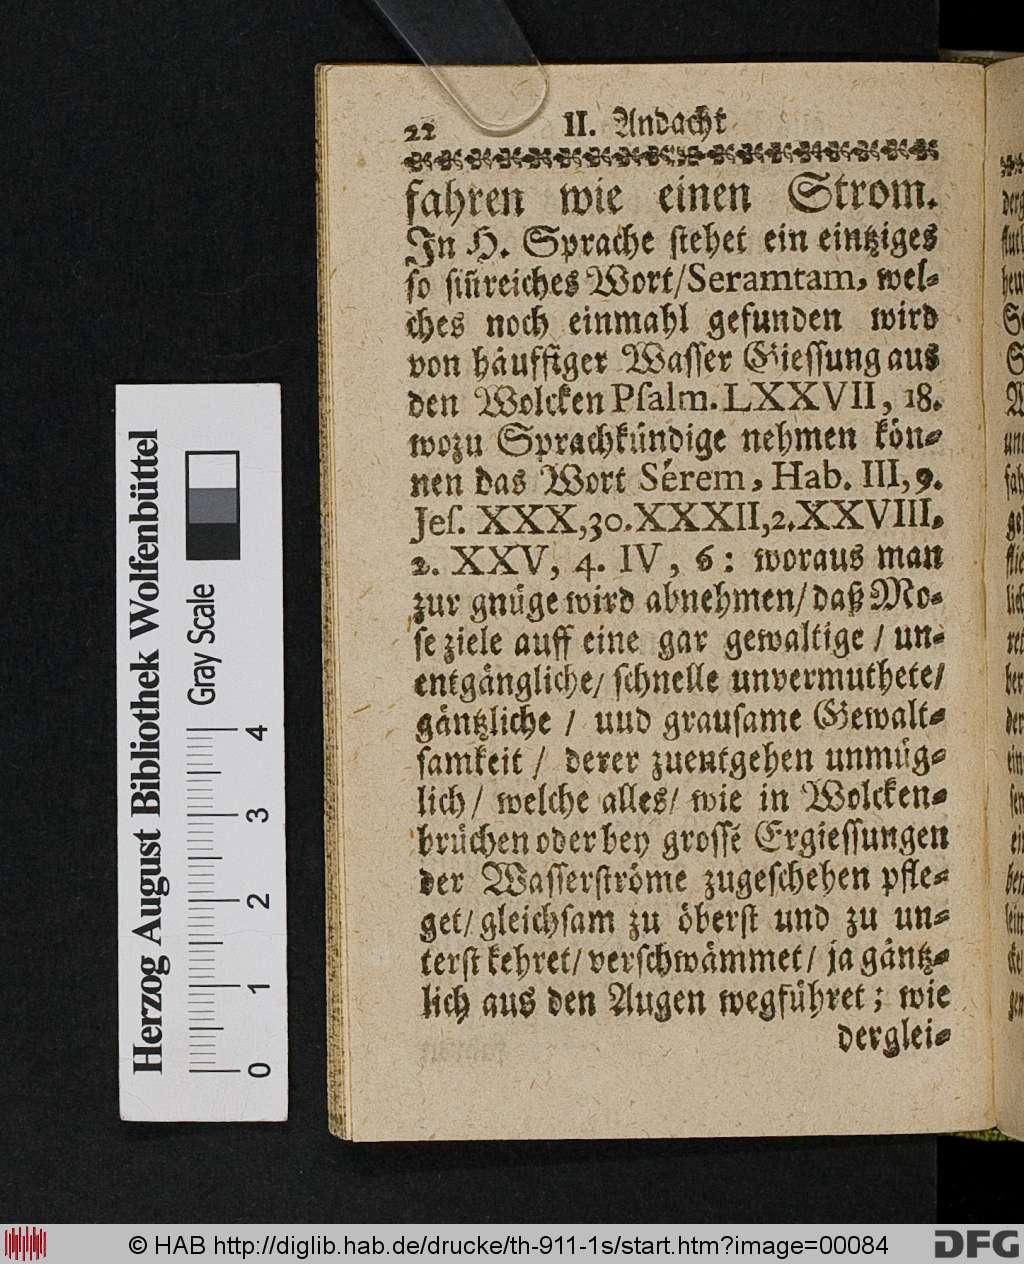 22 II. Andacht
fahren wie einen Strom.
In H. Sprache stehet ein eintziges
so siñreiches Wort/Seramtam, wel-
ches noch einmahl gefunden wird
von häuffiger Wasser Giessung aus
den Wolcken Psalm. LXXVII, 18.
wozu Sprachkündige nehmen kön-
nen das Wort Sérem, Hab. III, 9.
Jes. XXX, 30. XXXII, 2. XXVIII,
2. XXV, 4. IV, 6: woraus man
zur gnüge wird abnehmen/ daß Mo-
se ziele auff eine gar gewaltige / un-
entgängliche/ schnelle unvermuthete/
gäntzliche / uud grausame Gewalt-
samkeit / derer zuentgehen unmüg-
lich/ welche alles/ wie in Wolcken-
brüchen oder bey grosse Ergiessungen
der Wasserströme zugeschehen pfle-
get/ gleichsam zu öberst und zu un-
terst kehret/ verschwämmet/ ja gäntz-
lich aus den Augen wegführet; wie
derglei-
Herzog August Bibliothek Wolfenbüttel
Gray Scale
0 1 2 3 4
© HAB http://diglib.hab.de/drucke/th-911-1s/start.htm?image=00084
DFG